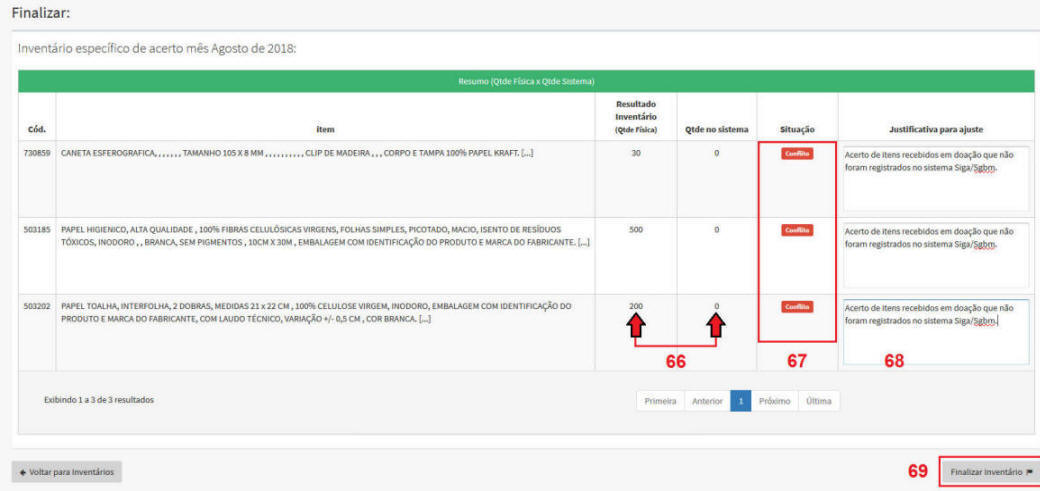 Finalizar:
Inventário específico de acerto mês Agosto de 2018:
Resumo (Qtde Física x Qtde Sistema)
Cód.
item
Resultado
Inventário
(Qtde Física)
Qtde no sistema
Situação
Justificativa para ajuste
730859
CANETA ESFEROGRAFICA, , , , , , , TAMANHO 105 X 8 MM , , , , , , , , , , CLIP DE MADEIRA , , , CORPO E TAMPA 100% PAPEL KRAFT. [...]
30
0
Conflito
Acerto de itens recebidos em doação que não
foram registrados no sistema Siga/Sgbm.
503185
PAPEL HIGIENICO, ALTA QUALIDADE , 100% FIBRAS CELULÓSICAS VIRGENS, FOLHAS SIMPLES, PICOTADO, MACIO, ISENTO DE RESÍDUOS
TÓXICOS, INODORO , , BRANCA, SEM PIGMENTOS , 10CM X 30M , EMBALAGEM COM IDENTIFICAÇÃO DO PRODUTO E MARCA DO FABRICANTE. [...]
500
0
Conflito
Acerto de itens recebidos em doação que não
foram registrados no sistema Siga/Sgbm.
503202
PAPEL TOALHA, INTERFOLHA, 2 DOBRAS, MEDIDAS 21 x 22 CM , 100% CELULOSE VIRGEM, INODORO, EMBALAGEM COM IDENTIFICAÇÃO DO
PRODUTO E MARCA DO FABRICANTE, COM LAUDO TÉCNICO, VARIAÇÃO +/- 0,5 CM , COR BRANCA. [...]
200
0
Conflito
Acerto de itens recebidos em doação que não
foram registrados no sistema Siga/Sgbm.
66
67
68
Exibindo 1 a 3 de 3 resultados
Primeira Anterior 1 Próximo Última
Voltar para Inventários
69
Finalizar Inventário